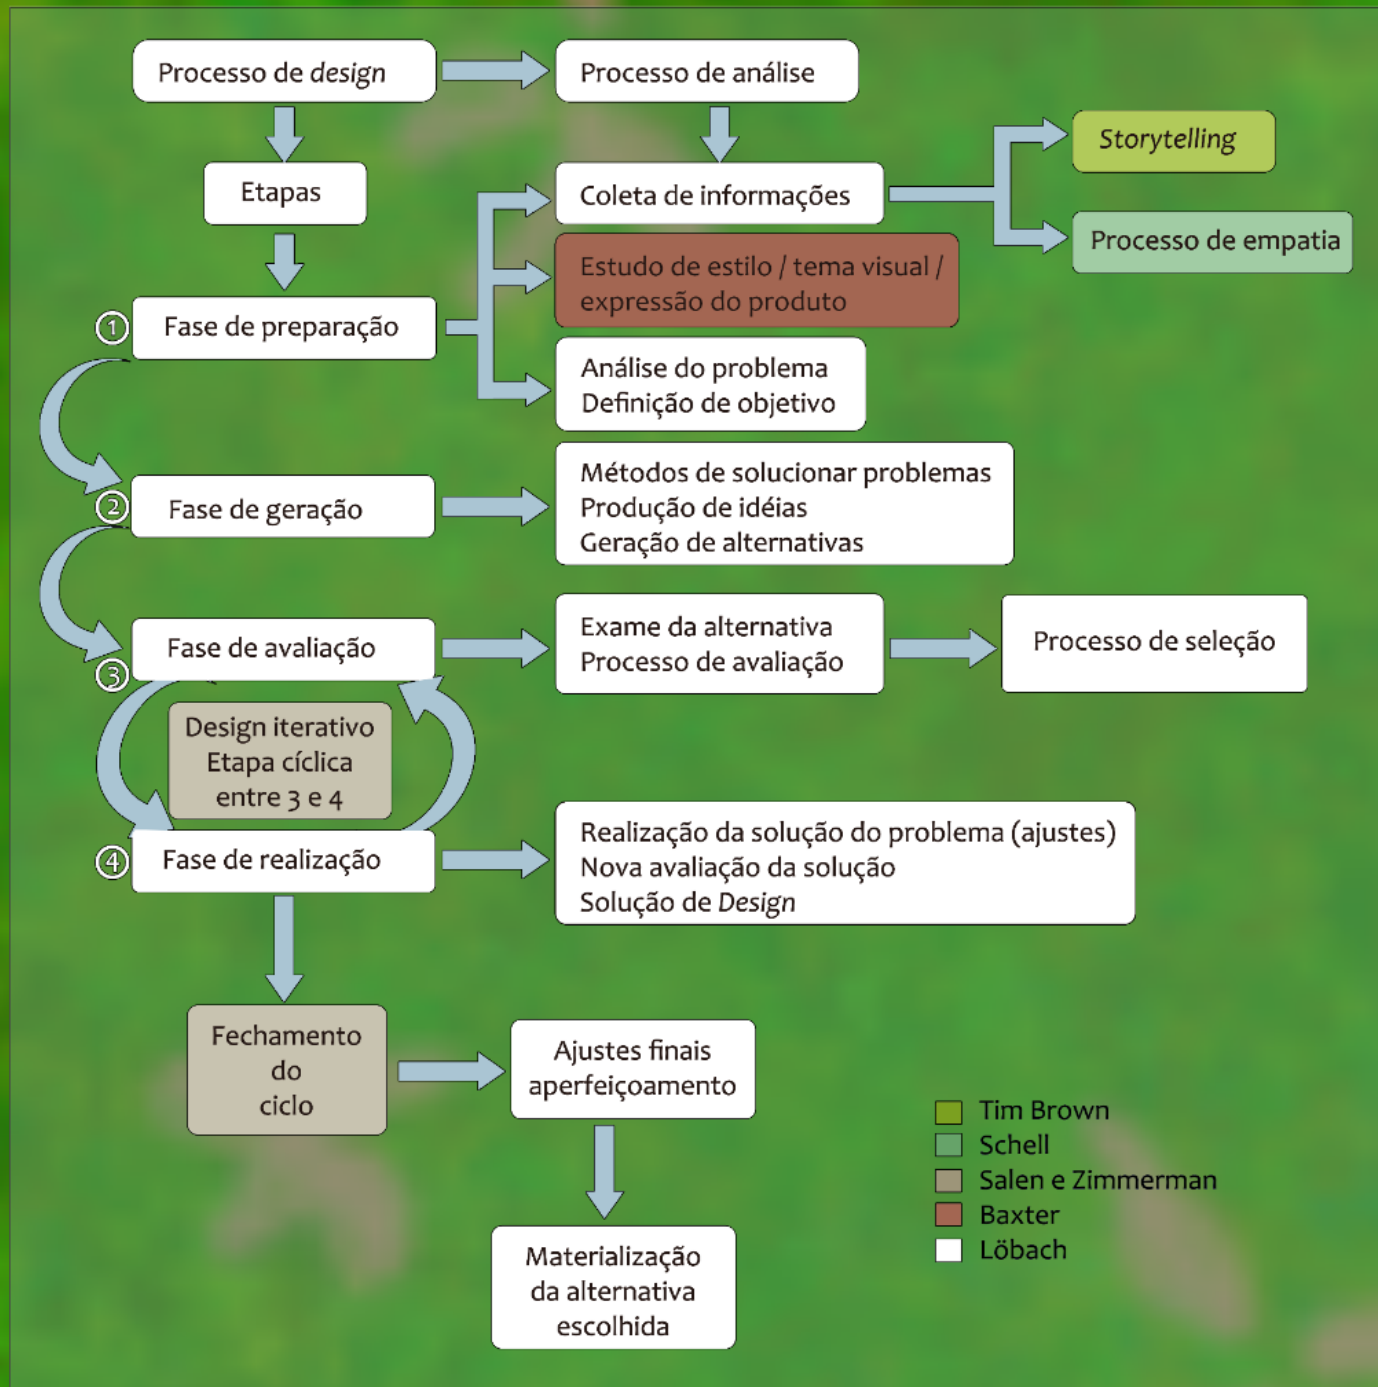 Processo de design
Processo de análise
Storytelling
Etapas
Coleta de informações
Processo de empatia
Estudo de estilo / tema visual /
expressão do produto
1
Fase de preparação
Análise do problema
Definição de objetivo
2
Fase de geração
Métodos de solucionar problemas
Produção de idéias
Geração de alternativas
3
Fase de avaliação
Exame da alternativa
Processo de avaliação
Processo de seleção
Design iterativo
Etapa cíclica
entre 3 e 4
4
Fase de realização
Realização da solução do problema (ajustes)
Nova avaliação da solução
Solução de Design
Fechamento
do
ciclo
Ajustes finais
aperfeiçoamento
Materialização
da alternativa
escolhida
Tim Brown
Schell
Salen e Zimmerman
Baxter
Löbach